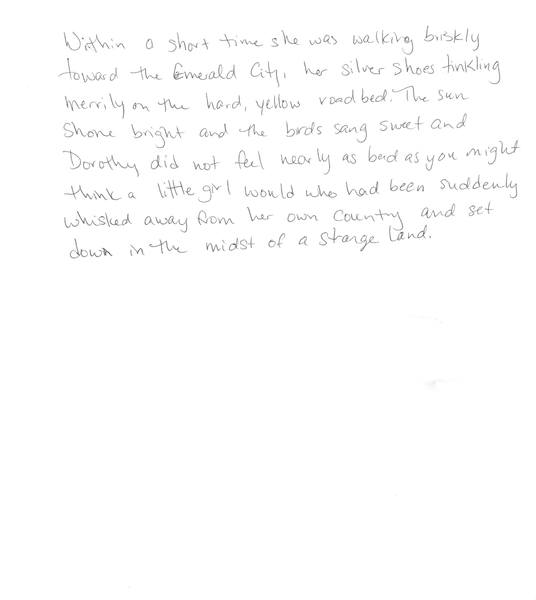 Within a short time she was walking briskly
toward the Emerald City, her silver shoes tinkling
merrily on the hard, yellow roadbed. The sun
shone bright and the birds sang sweet and
Dorothy did not feel nearly as bad as you might
think a little girl would who had been suddenly
whisked away from her own country and set
down in the midst of a strange land.